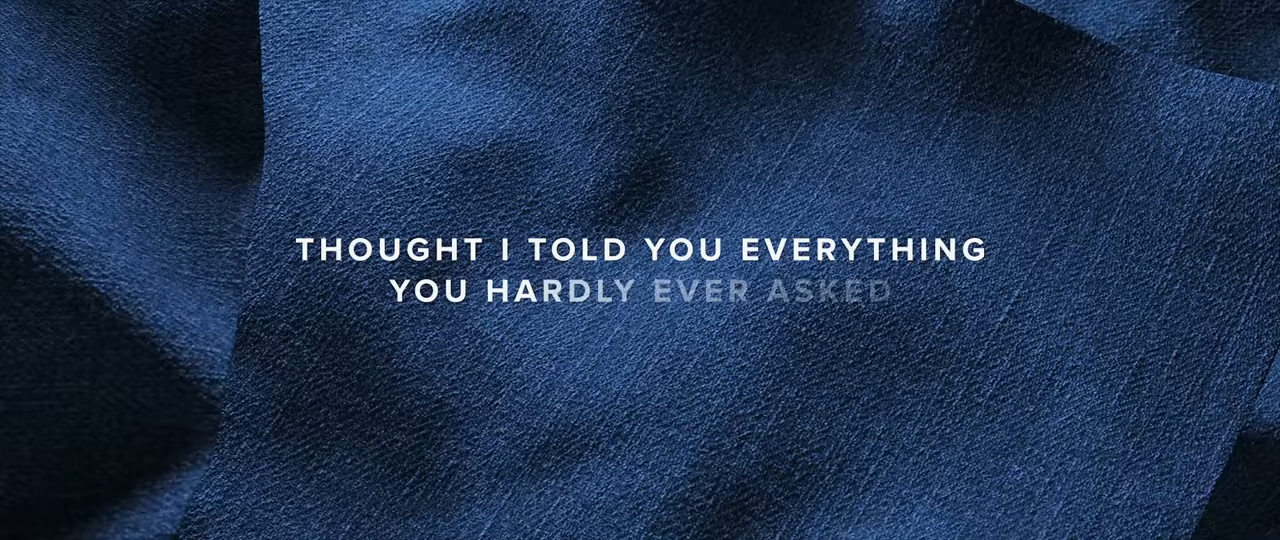 THOUGHT I TOLD YOU EVERYTHING
YOU HARDLY EVER ASKED